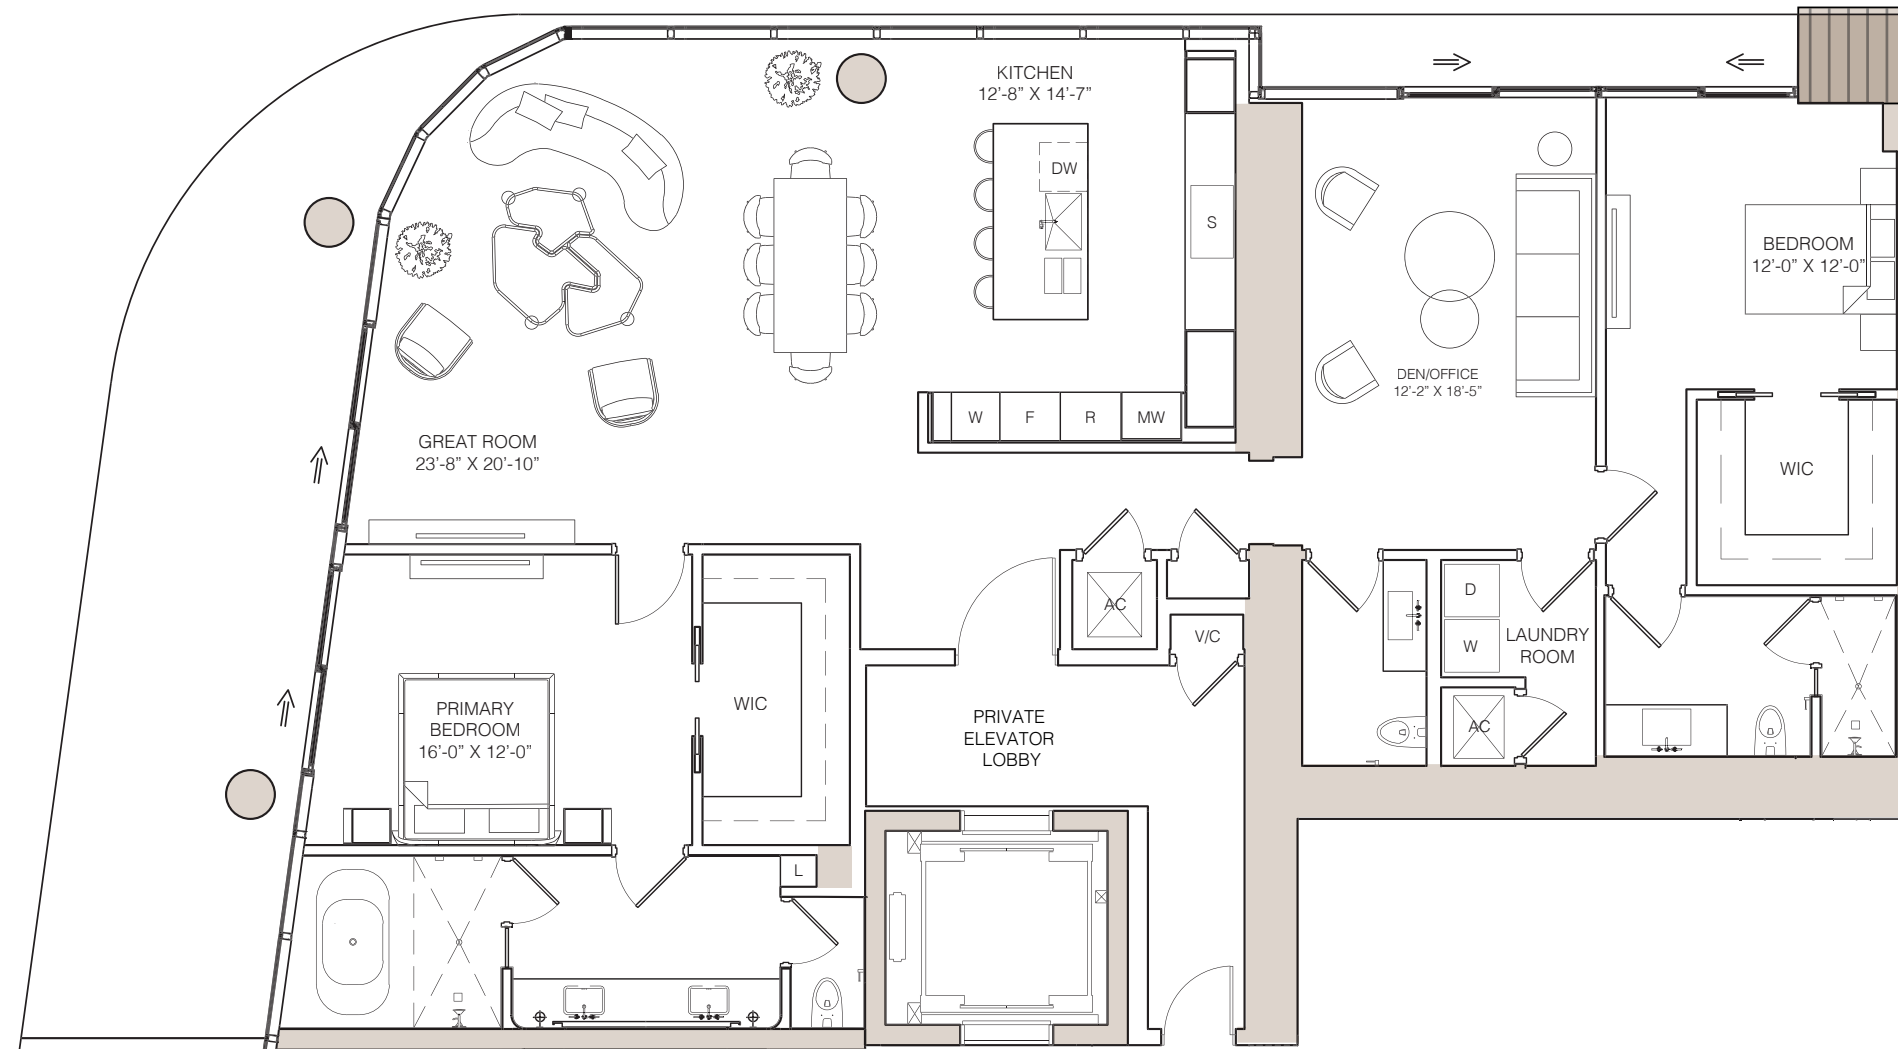 KITCHEN
12'-8" X 14'-7"
DW
S
BEDROOM
12'-0" X 12'-0"
DEN/OFFICE
12'-2" X 18'-5"
W
F
R
MW
GREAT ROOM
23'-8" X 20'-10"
WIC
AC
D
V/C
W
LAUNDRY
ROOM
PRIMARY
BEDROOM
16'-0" X 12'-0"
WIC
PRIVATE
ELEVATOR
LOBBY
AC
L